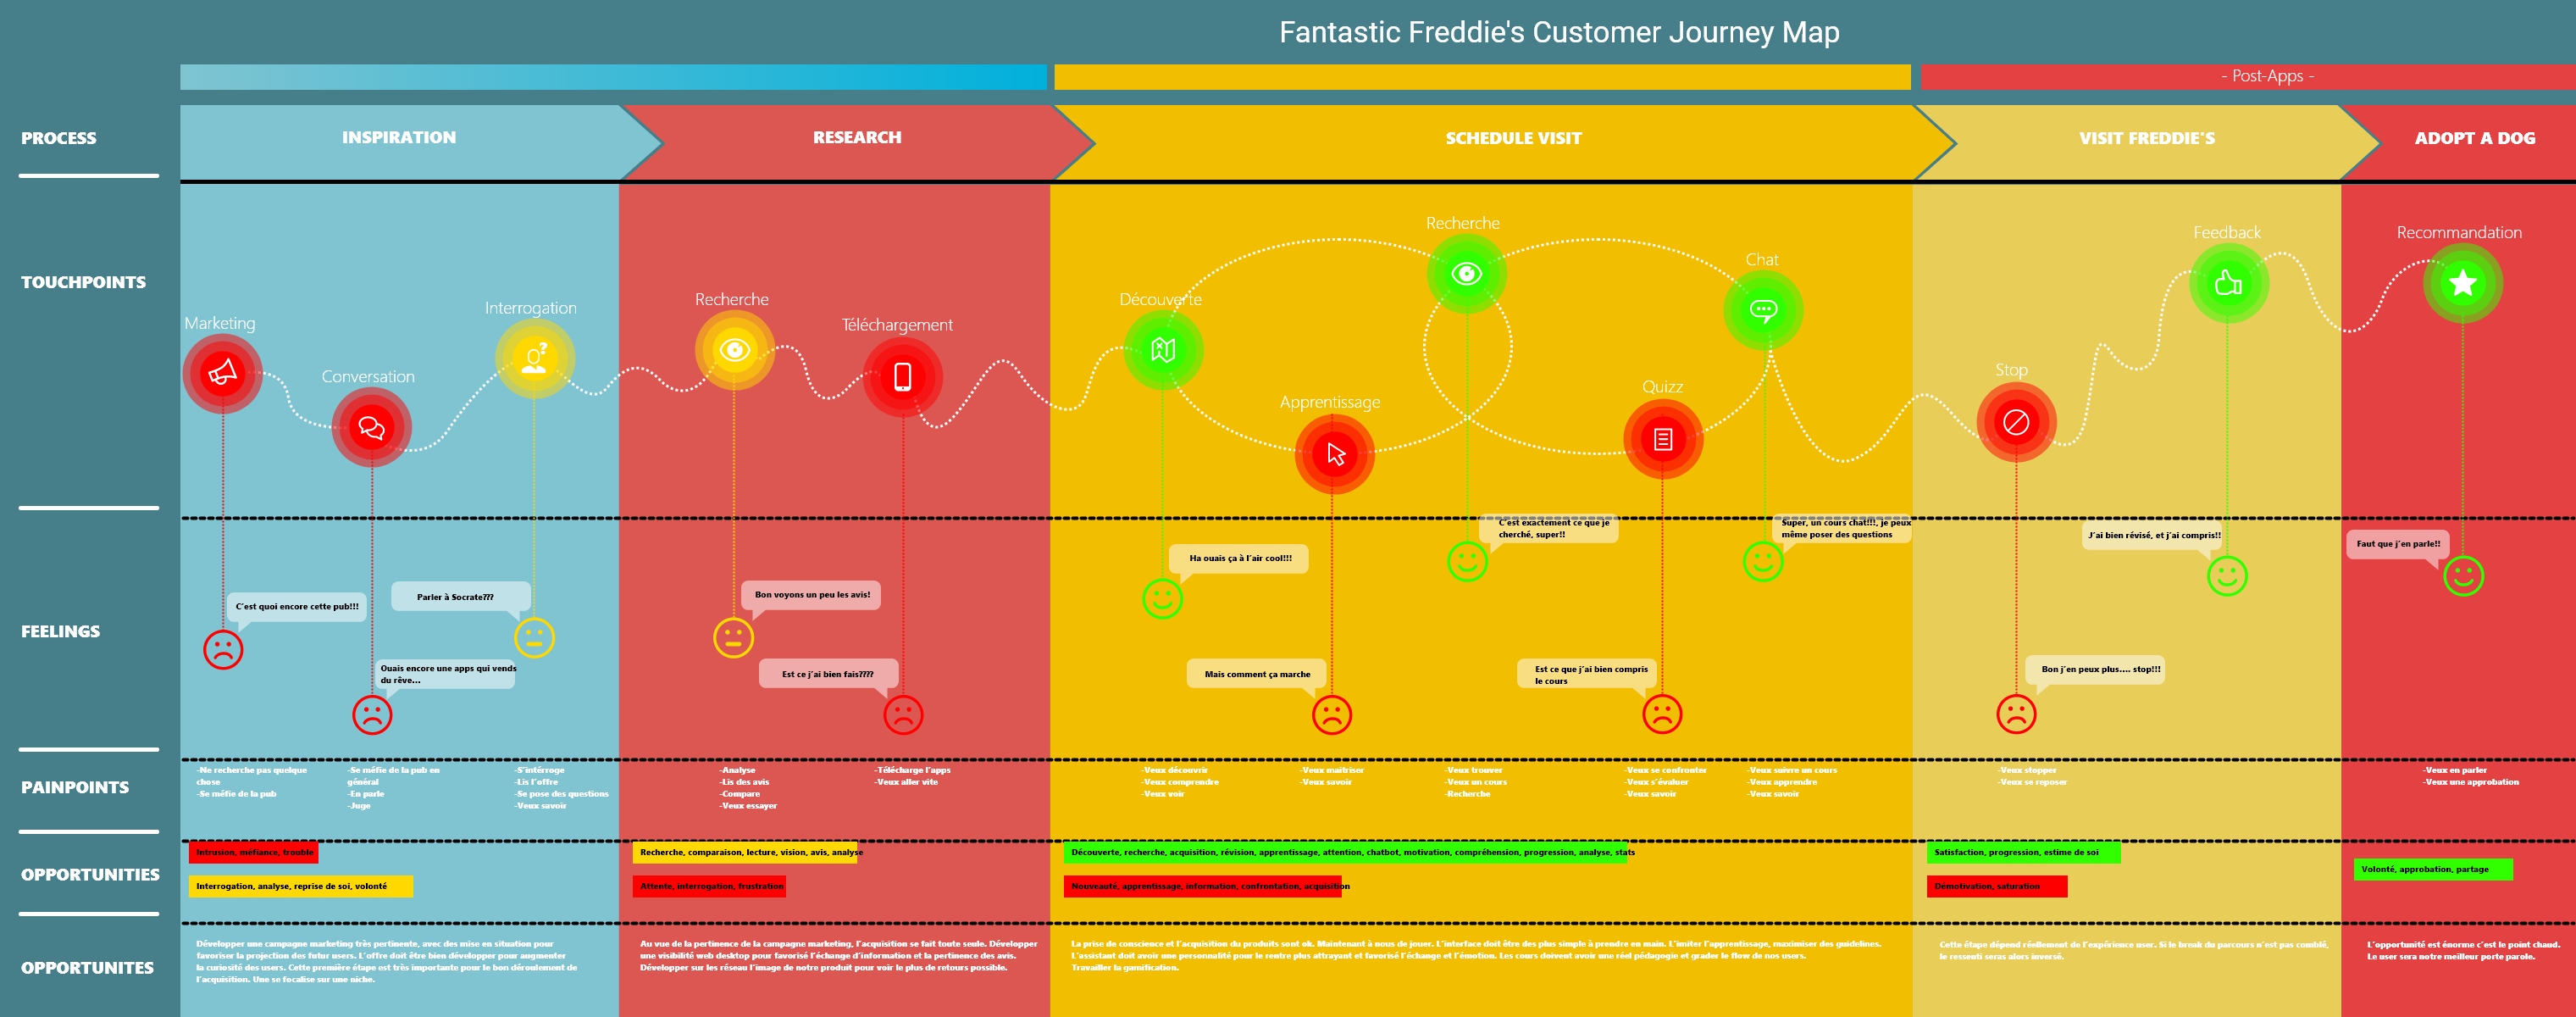 Fantastic Freddie's Customer Journey Map
- Post-Apps -
PROCESS
INSPIRATION
RESEARCH
SCHEDULE VISIT
VISIT FREDDIE'S
ADOPT A DOG
TOUCHPOINTS
Marketing
Conversation
Interrogation
Recherche
Téléchargement
Découverte
Apprentissage
Recherche
Quizz
Chat
Stop
Feedback
Recommandation
FEELINGS
C'est quoi encore cette pub!!!
Ouais encore une apps qui vends
du rêve...
Parler à Socrate???
Bon voyons un peu les avis!
Est ce j'ai bien fais????
Ha ouais ça à l'air cool!!!
Mais comment ça marche
C'est exactement ce que je
cherché, super!!
Est ce que j'ai bien compris
le cours
Super, un cours chat!!!, je peux
même poser des questions
Bon j'en peux plus.... stop!!!
J'ai bien révisé, et j'ai compris!!
Faut que j'en parle!!
PAINPOINTS
-Ne recherche pas quelque
chose
-Se méfie de la pub
-Se méfie de la pub en
général
-En parle
-Juge
-S'intérroge
-Lis l'offre
-Se pose des questions
-Veux savoir
-Analyse
-Lis des avis
-Compare
-Veux essayer
-Télécharge l'apps
-Veux aller vite
-Veux découvrir
-Veux comprendre
-Veux voir
-Veux maitriser
-Veux savoir
-Veux trouver
-Veux un cours
-Recherche
-Veux se confronter
-Veux s'évaluer
-Veux savoir
-Veux suivre un cours
-Veux apprendre
-Veux savoir
-Veux stopper
-Veux se reposer
-Veux en parler
-Veux une approbation
OPPORTUNITIES
Intrusion, méfiance, trouble
Interrogation, analyse, reprise de soi, volonté
Recherche, comparaison, lecture, vision, avis, analyse
Attente, interrogation, frustration
Découverte, recherche, acquisition, révision, apprentissage, attention, chatbot, motivation, compréhension, progression, analyse, stats
Nouveauté, apprentissage, information, confrontation, acquisition
Satisfaction, progression, estime de soi
Démotivation, saturation
Volonté, approbation, partage
OPPORTUNITES
Développer une campagne marketing très pertinente, avec des mise en situation pour
favoriser la projection des futur users. L'offre doit être bien développer pour augmenter
la curiosité des users. Cette première étape est très importante pour le bon déroulement de
l'acquisition. Une se focalise sur une niche.
Au vue de la pertinence de la campagne marketing, l'acquisition se fait toute seule. Développer
une visibilité web desktop pour favorisé l'échange d'information et la pertinence des avis.
Développer sur les réseau l'image de notre produit pour voir le plus de retours possible.
La prise de conscience et l'acquisition du produits sont ok. Maintenant à nous de jouer. L'interface doit être des plus simple à prendre en main. L'imiter l'apprentissage, maximiser des guidelines.
L'assistant doit avoir une personnalité pour le rentre plus attrayant et favorisé l'échange et l'émotion. Les cours doivent avoir une réel pédagogie et grader le flow de nos users.
Travailler la gamification.
Cette étape dépend réellement de l'expérience user. Si le break du parcours n'est pas comblé,
le ressenti seras alors inversé.
L'opportunité est énorme c'est le point chaud.
Le user sera notre meilleur porte parole.